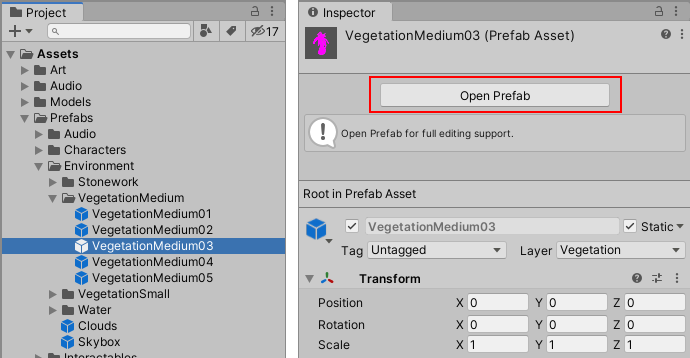 Project
17
Assets
Art
Audio
Models
Prefabs
Audio
Characters
Environment
Stonework
VegetationMedium
VegetationMedium01
VegetationMedium02
VegetationMedium03
VegetationMedium04
VegetationMedium05
VegetationSmall
Water
Clouds
Skybox
Interactables
Inspector
VegetationMedium03 (Prefab Asset)
Open Prefab
Open Prefab for full editing support.
Root in Prefab Asset
VegetationMedium03 Static
Tag Untagged Layer Vegetation
Transform
Position X 0 Y 0 Z 0
Rotation X 0 Y 0 Z 0
Scale X 1 Y 1 Z 1